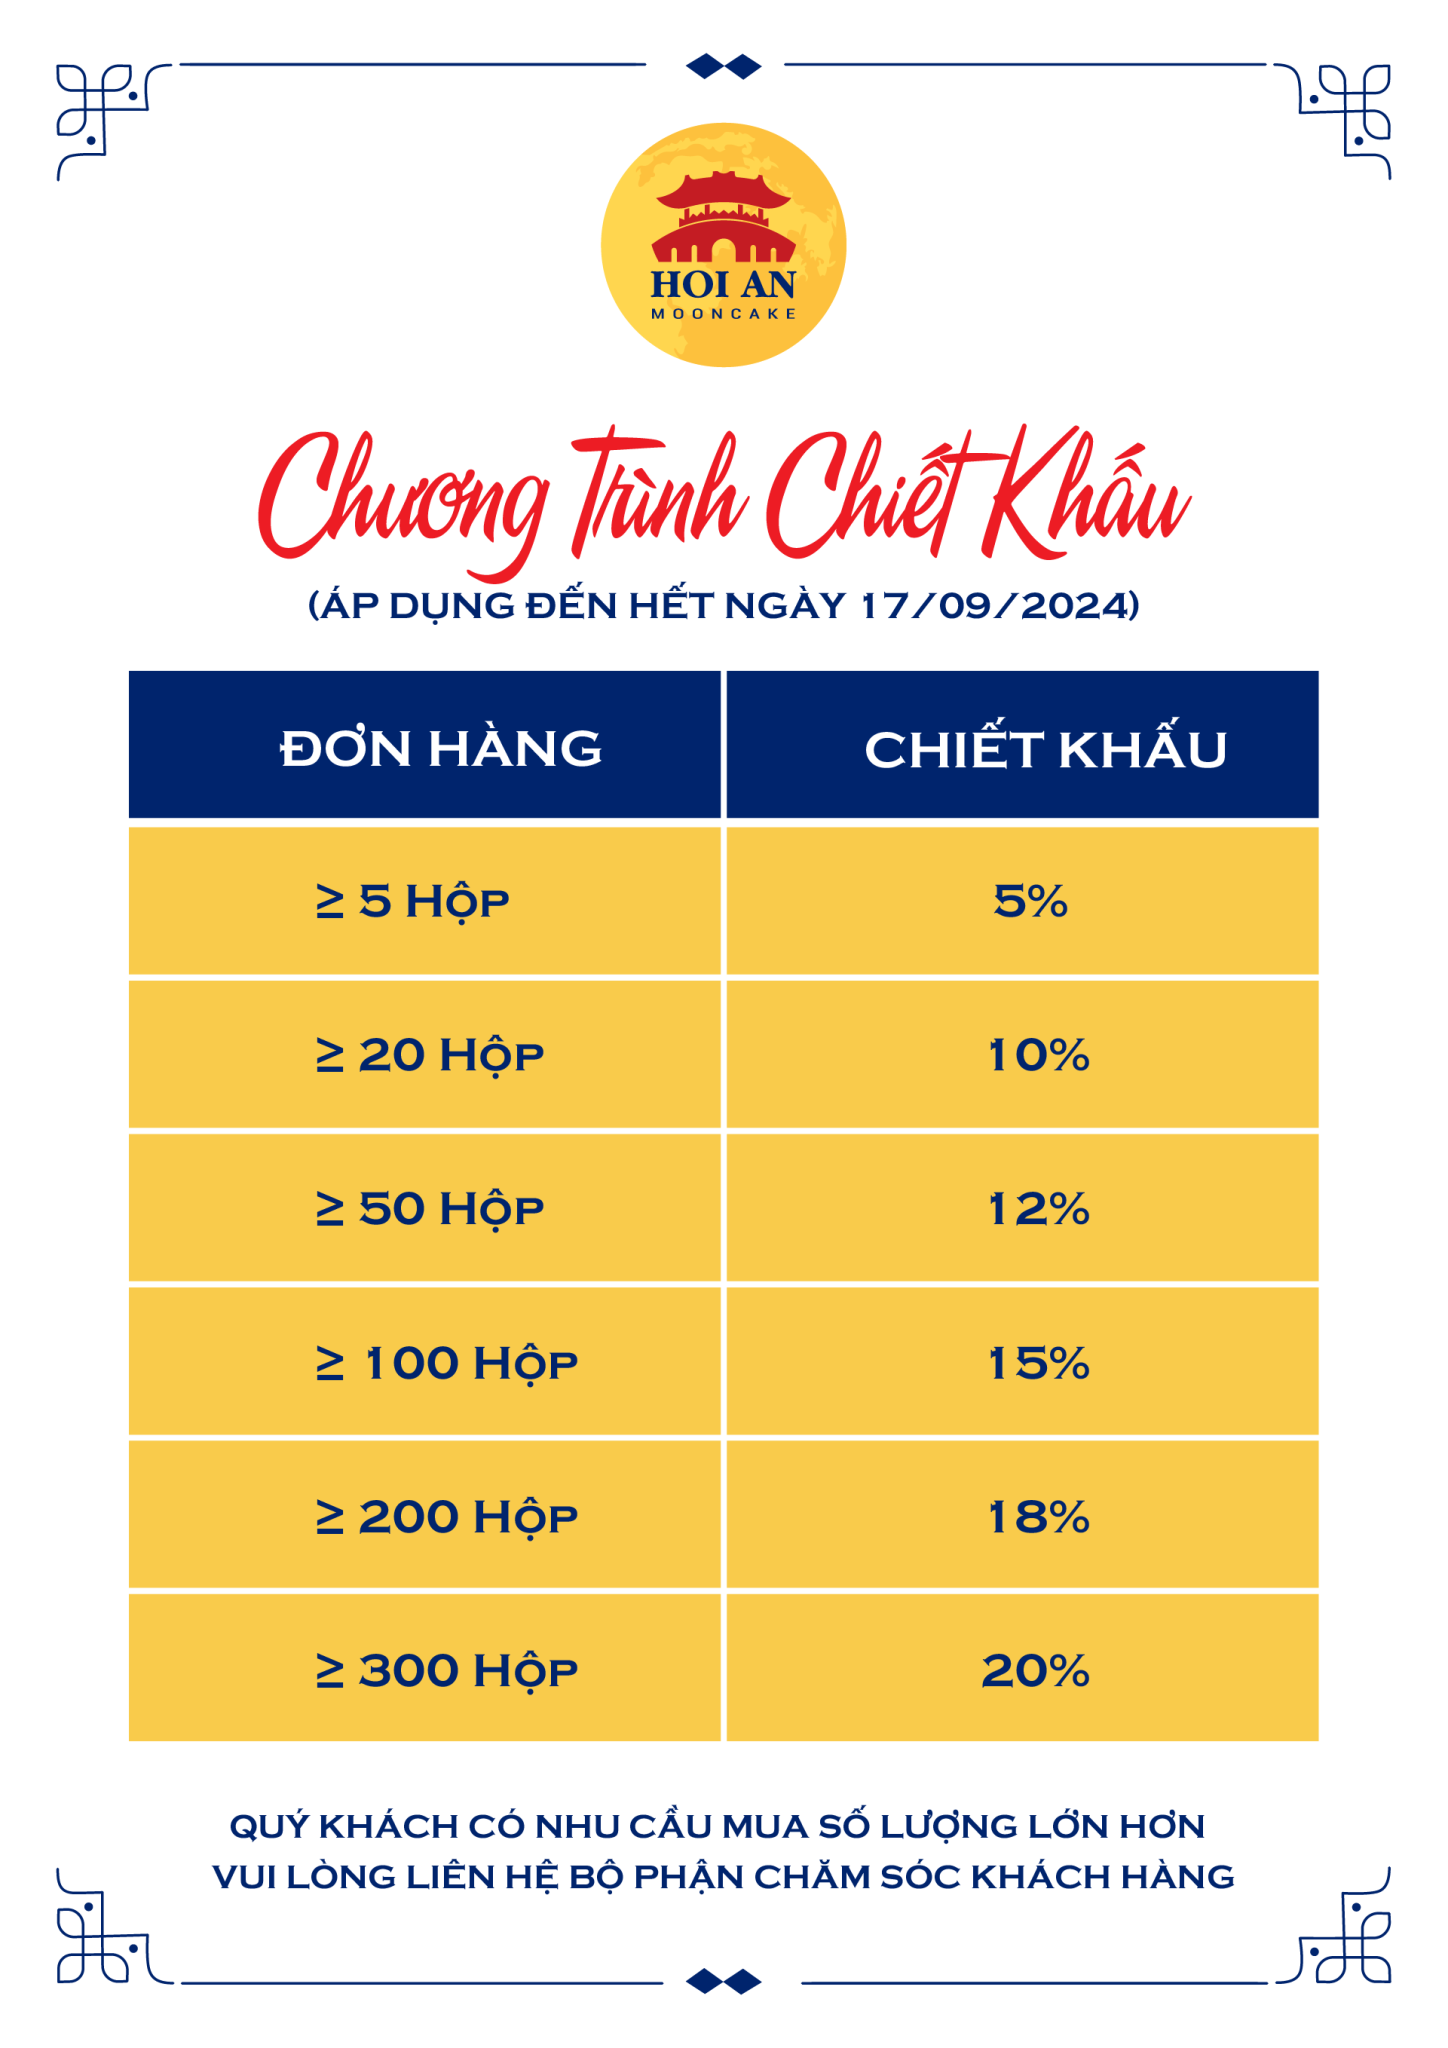 HOI AN
MOONCAKE
Chương Trình Chiết Khấu
(ÁP DỤNG ĐẾN HẾT NGÀY 17/09/2024)
ĐƠN HÀNG CHIẾT KHẤU
≥ 5 HỘP 5%
≥ 20 HỘP 10%
≥ 50 HỘP 12%
≥ 100 HỘP 15%
≥ 200 HỘP 18%
≥ 300 HỘP 20%
QUÝ KHÁCH CÓ NHU CẦU MUA SỐ LƯỢNG LỚN HƠN
VUI LÒNG LIÊN HỆ BỘ PHẬN CHĂM SÓC KHÁCH HÀNG